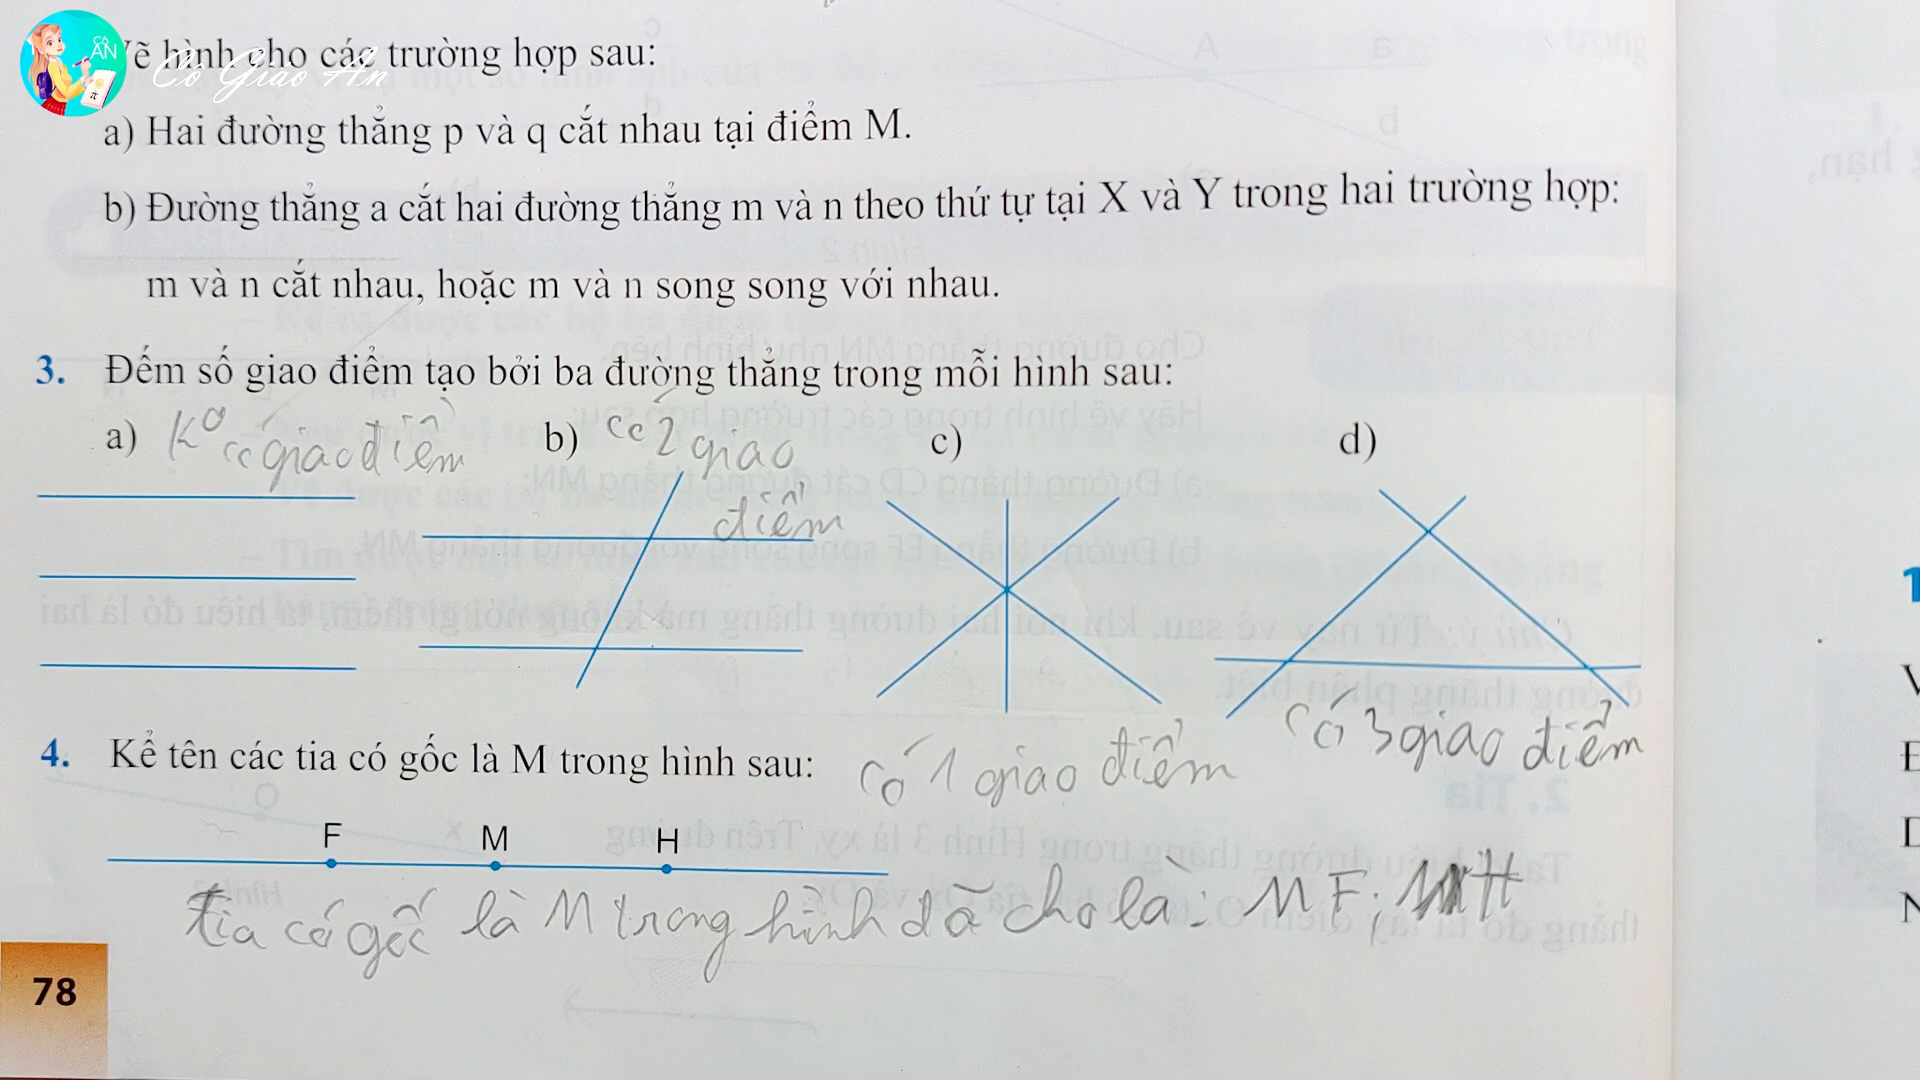 Vẽ hình cho các trường hợp sau:
Cô Giáo Ân
CÔ ÂN
π
a) Hai đường thẳng p và q cắt nhau tại điểm M.
b) Đường thẳng a cắt hai đường thẳng m và n theo thứ tự tại X và Y trong hai trường hợp:
m và n cắt nhau, hoặc m và n song song với nhau.
3. Đếm số giao điểm tạo bởi ba đường thẳng trong mỗi hình sau:
a) K⁰ có giao điểm
b) có 2 giao
điểm
c)
d)
có 3 giao điểm
có 1 giao điểm
4. Kể tên các tia có gốc là M trong hình sau:
F M H
tia có gốc là M trong hình đã cho là: MF; MH
78